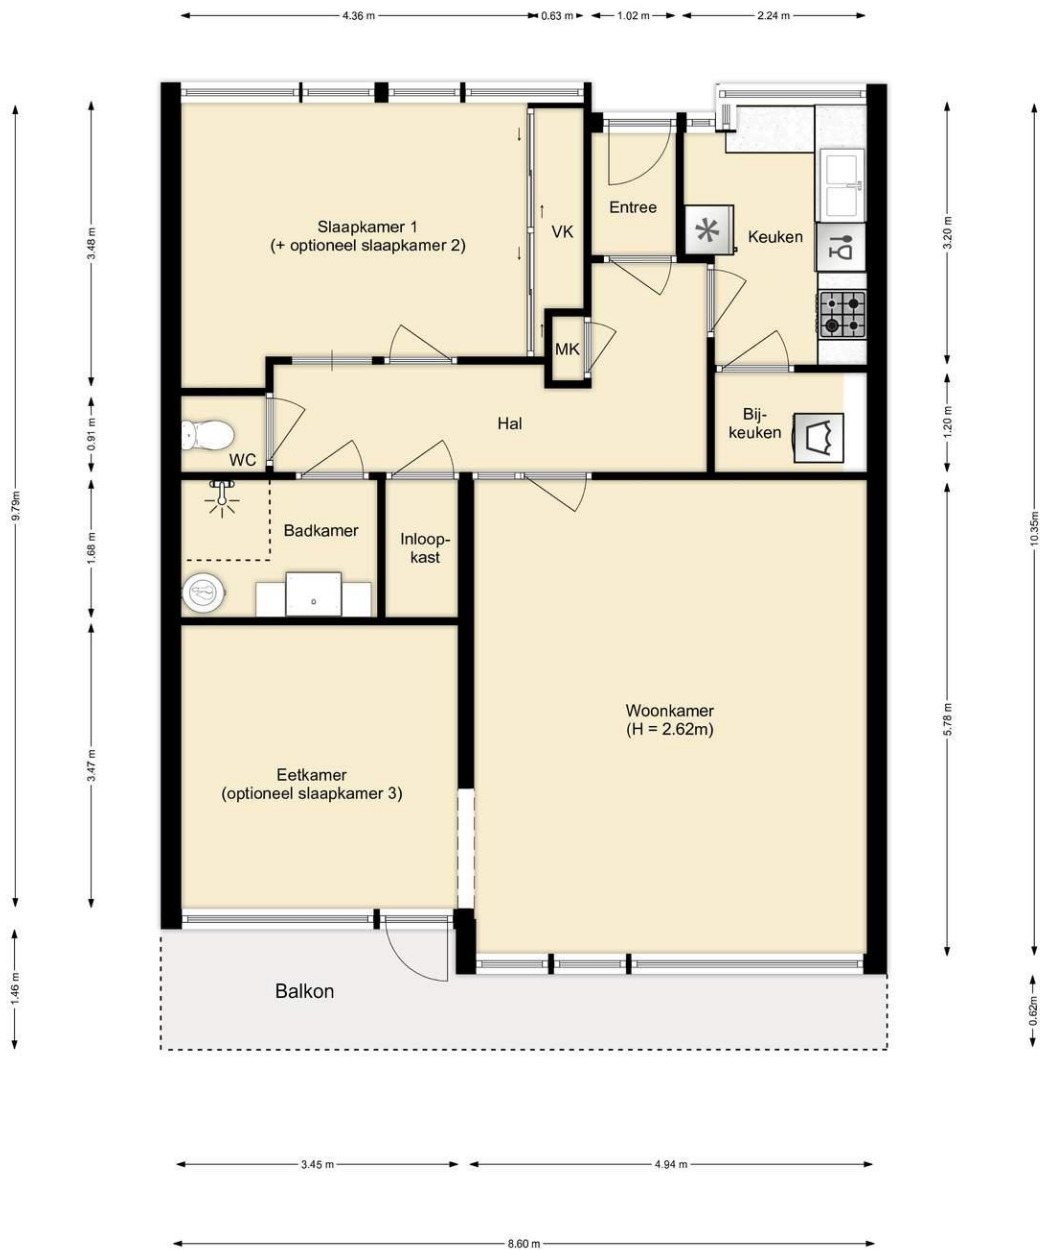 4.36 m
0.63 m
1.02 m
2.24 m
Slaapkamer 1
(+ optioneel slaapkamer 2)
VK
Entree
Keuken
MK
Hal
Bij-
keuken
WC
Badkamer
Inloop-
kast
Woonkamer
(H = 2.62m)
Eetkamer
(optioneel slaapkamer 3)
Balkon
9.79m
1.46 m
3.48 m
0.91 m
1.68 m
3.47 m
3.20 m
1.20 m
5.78 m
10.35m
0.62m
3.45 m
4.94 m
8.60 m